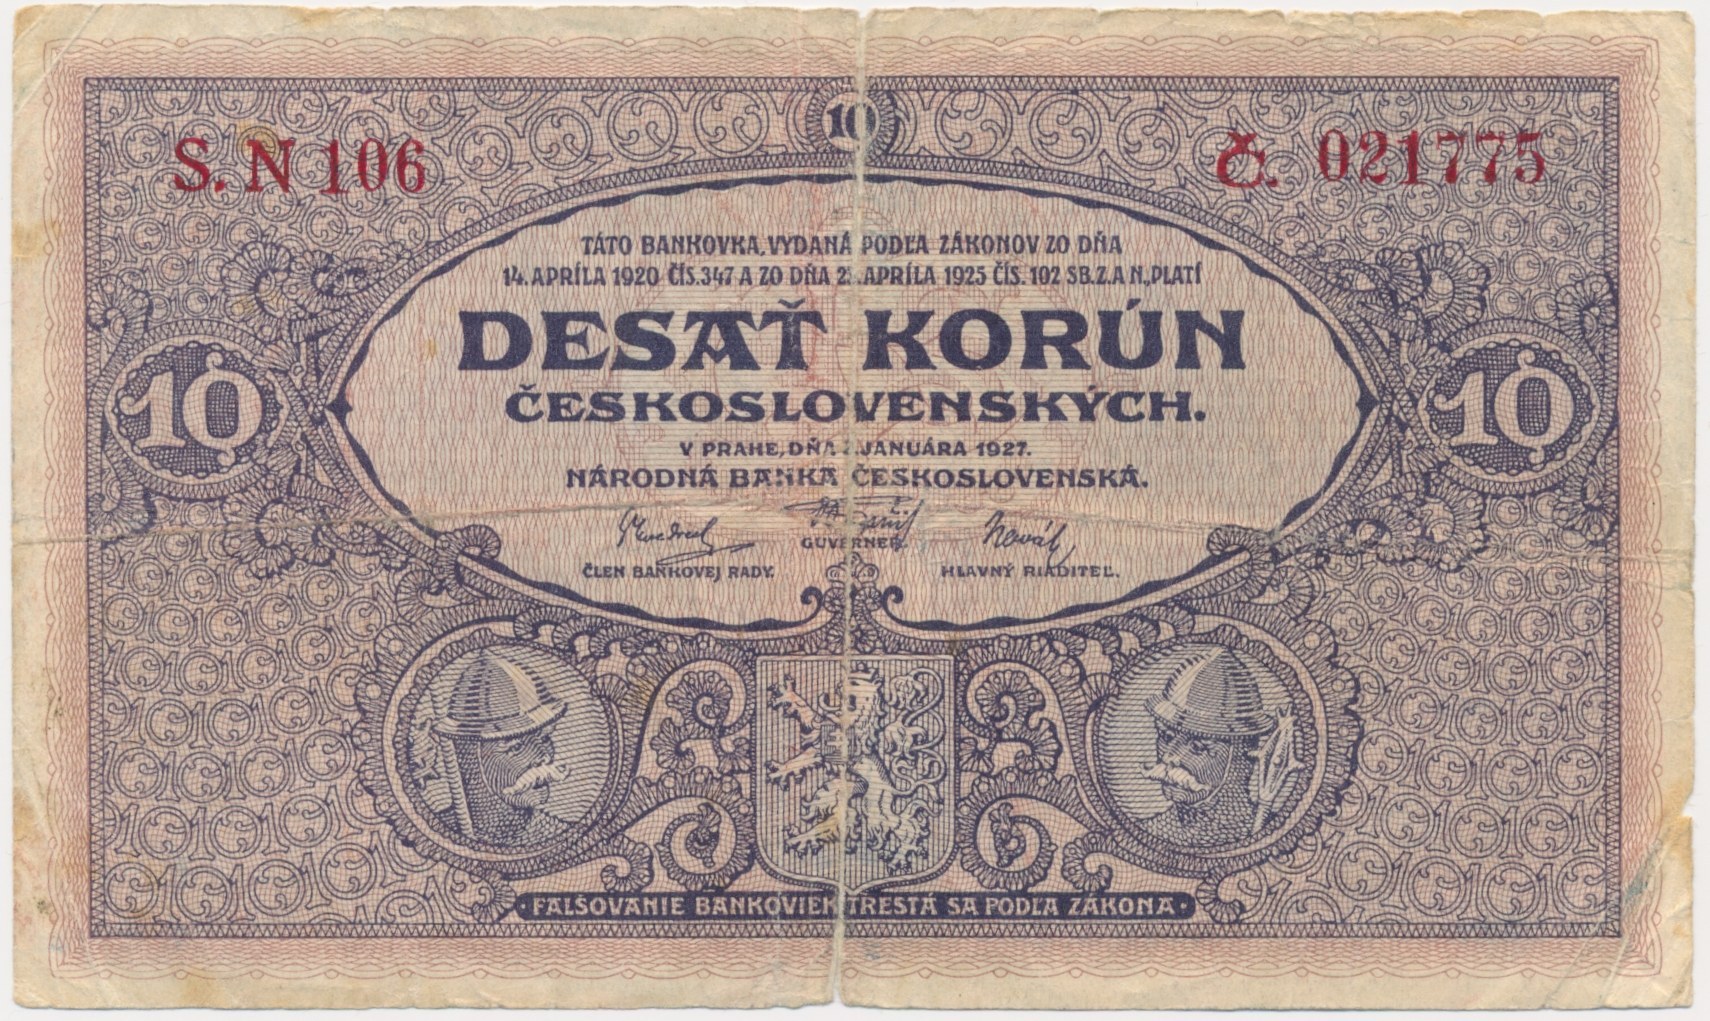 10
S. N 106
Č. 021775
TÁTO BANKOVKA, VYDANÁ PODĽA ZÁKONOV ZO DŇA
14. APRÍLA 1920 ČÍS. 347 A ZO DŇA 23. APRÍLA 1925 ČÍS. 102 SB. Z. A N., PLATÍ
DESAŤ KORÚN
ČESKOSLOVENSKÝCH.
V PRAHE, DŇA 2. JANUÁRA 1927.
NÁRODNÁ BANKA ČESKOSLOVENSKÁ.
10
10
GUVERNER.
ČLEN BANKOVEJ RADY.
HLAVNÝ RIADITEĽ.
· FALŠOVANIE BANKOVIEK TRESTÁ SA PODĽA ZÁKONA ·